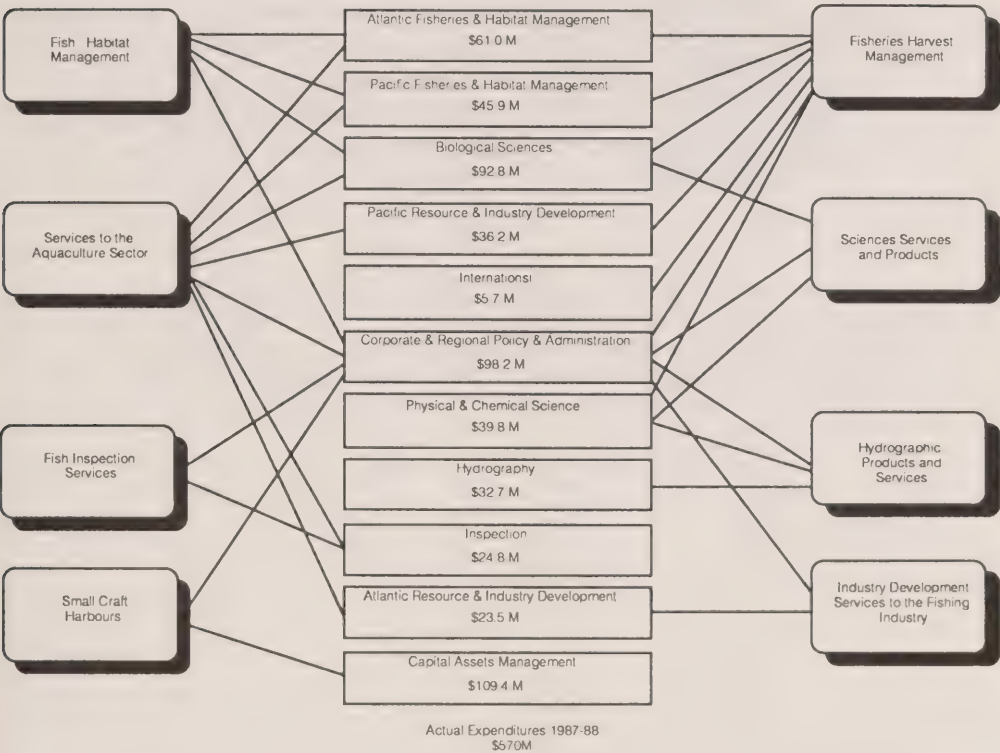 Fish Habitat
Management
Services to the
Aquaculture Sector
Fish Inspection
Services
Small Craft
Harbours
Atlantic Fisheries & Habitat Management
$61 0 M
Pacific Fisheries & Habitat Management
$45 9 M
Biological Sciences
$92 8 M
Pacific Resource & Industry Development
$36 2 M
International
$5 7 M
Corporate & Regional Policy & Administration
$98 2 M
Physical & Chemical Science
$39 8 M
Hydrography
$32 7 M
Inspection
$24 8 M
Atlantic Resource & Industry Development
$23.5 M
Capital Assets Management
$109 4 M
Fisheries Harvest
Management
Sciences Services
and Products
Hydrographic
Products and
Services
Industry Development
Services to the Fishing
Industry
Actual Expenditures 1987-88
$570M